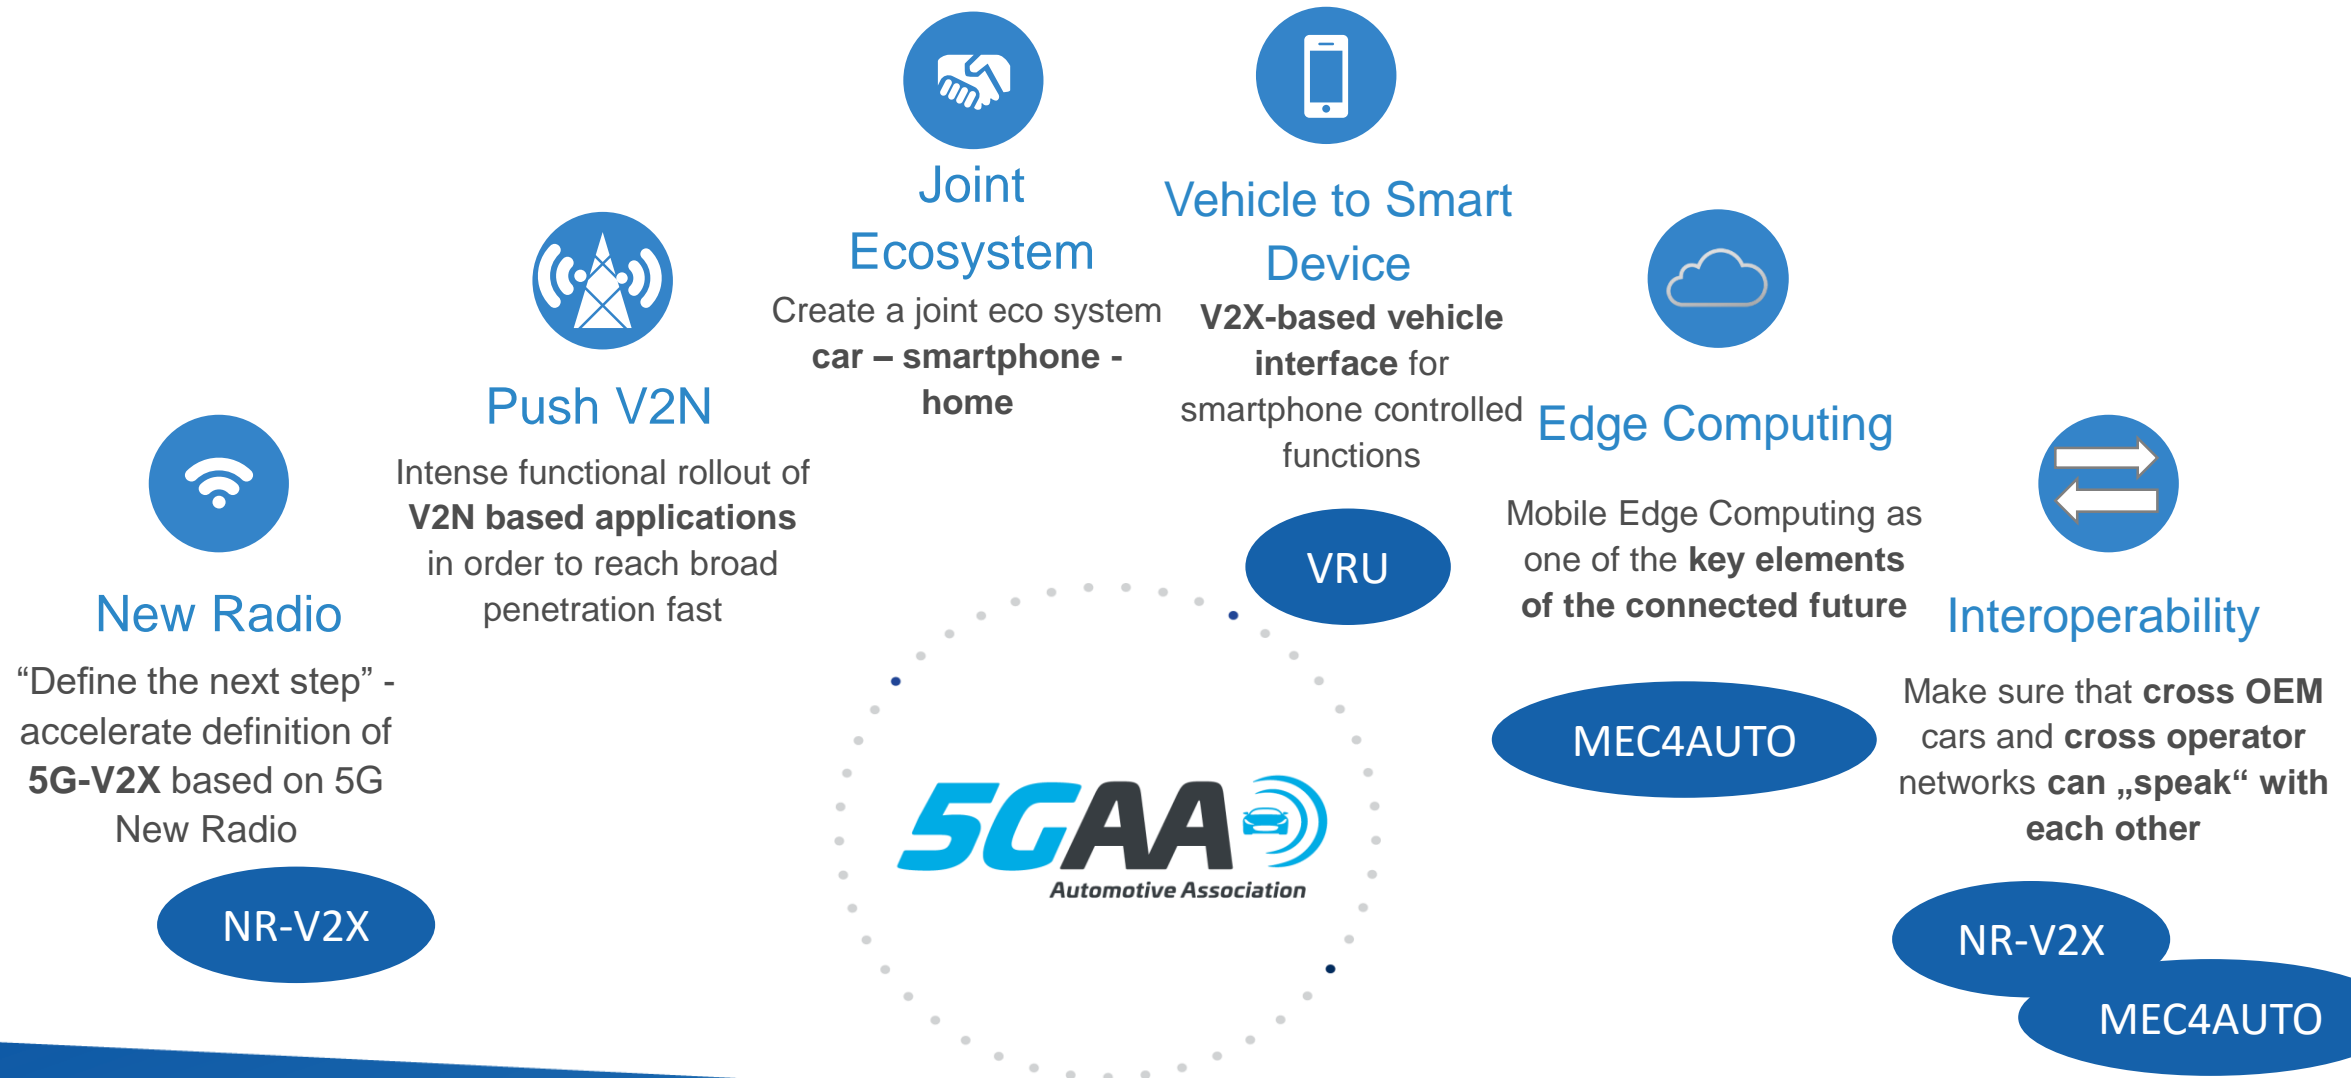 New Radio
“Define the next step” -
accelerate definition of
5G-V2X based on 5G
New Radio
NR-V2X
Push V2N
Intense functional rollout of
V2N based applications
in order to reach broad
penetration fast
Joint
Ecosystem
Create a joint eco system
car – smartphone -
home
Vehicle to Smart
Device
V2X-based vehicle
interface for
smartphone controlled
functions
VRU
Edge Computing
Mobile Edge Computing as
one of the key elements
of the connected future
MEC4AUTO
Interoperability
Make sure that cross OEM
cars and cross operator
networks can „speak“ with
each other
NR-V2X
MEC4AUTO
5GAA
Automotive Association